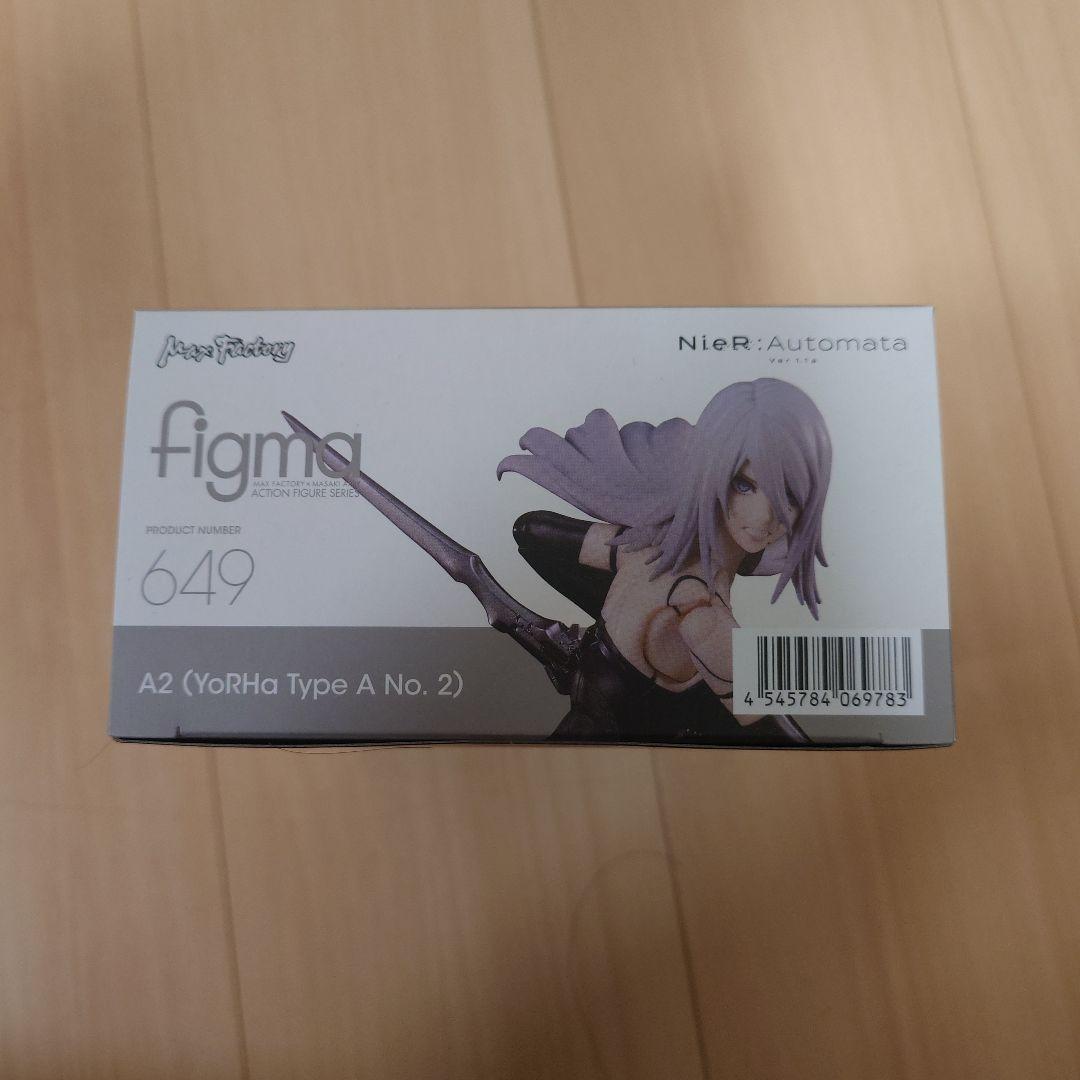 Max Factory
NieR:Automata
Ver1.1a
figma
MAX FACTORY × MASAKI
ACTION FIGURE SERIES
PRODUCT NUMBER
649
A2 (YoRHa Type A No. 2)
4 545784 069783